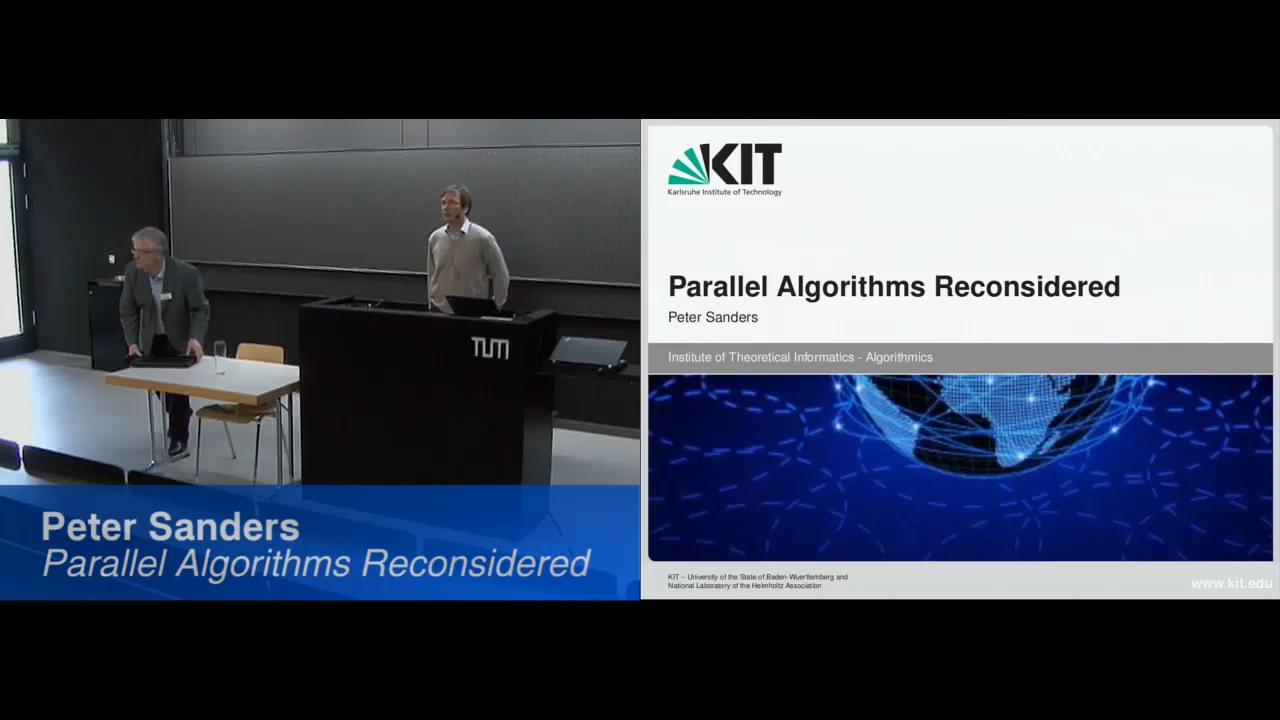 TUM
Peter Sanders
Parallel Algorithms Reconsidered
KIT
Karlsruhe Institute of Technology
Parallel Algorithms Reconsidered
Peter Sanders
Institute of Theoretical Informatics - Algorithmics
KIT – University of the State of Baden-Wuerttemberg and
National Laboratory of the Helmholtz Association
www.kit.edu